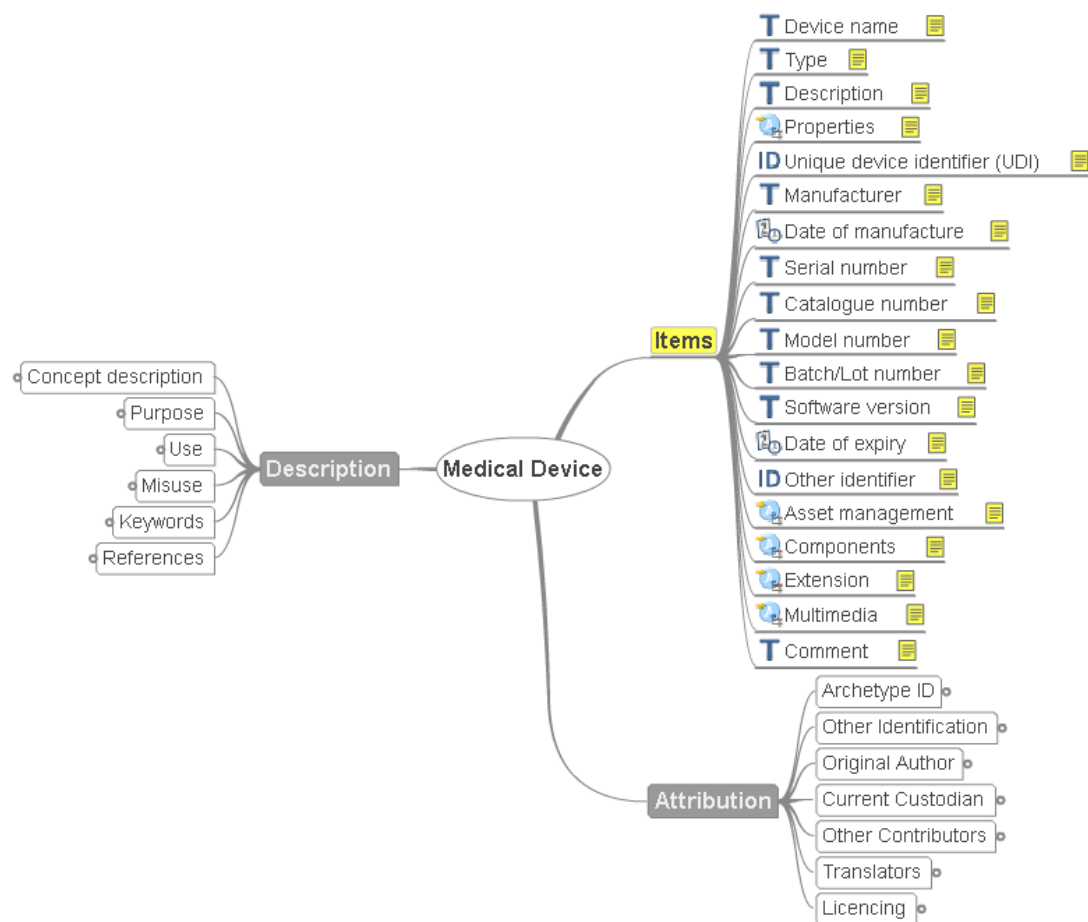 T Device name
T Type
T Description
Properties
ID Unique device identifier (UDI)
T Manufacturer
Date of manufacture
T Serial number
T Catalogue number
Items
T Model number
Concept description
T Batch/Lot number
Purpose
T Software version
Use
Date of expiry
Description
Medical Device
Misuse
ID Other identifier
Keywords
Asset management
References
Components
Extension
Multimedia
T Comment
Archetype ID
Other Identification
Original Author
Attribution
Current Custodian
Other Contributors
Translators
Licencing